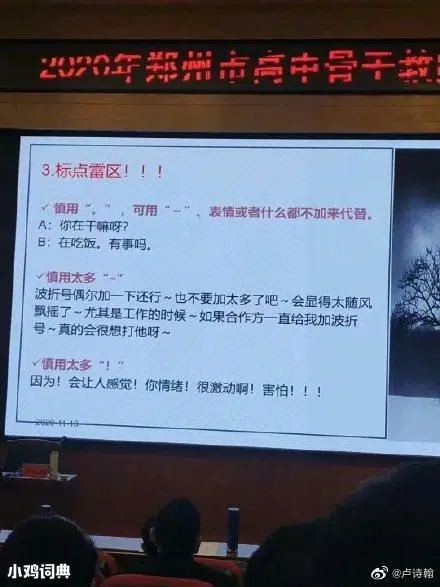 2020年郑州市高中骨干教
3.标点雷区！！！
✓ 慎用“。”，可用“~”、表情或者什么都不加来代替。
A：你在干嘛呀？
B：在吃饭。有事吗。
✓慎用太多“~”
波折号偶尔加一下还行～也不要加太多了吧～会显得太随风
飘摇了～尤其是工作的时候～如果合作方一直给我加波折
号～真的会很想打他呀～
✓慎用太多“！”
因为！会让人感觉！你情绪！很激动啊！害怕！！！
2020-11-10
小鸡词典
@卢诗翰